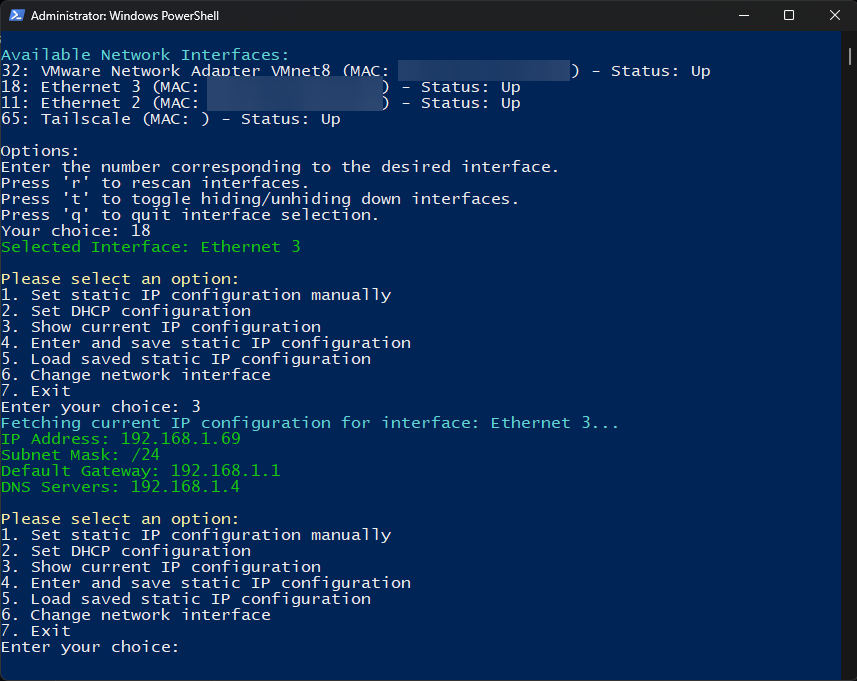 Administrator: Windows PowerShell
Available Network Interfaces:
32: VMware Network Adapter VMnet8 (MAC: ) - Status: Up
18: Ethernet 3 (MAC: ) - Status: Up
11: Ethernet 2 (MAC: ) - Status: Up
65: Tailscale (MAC: ) - Status: Up
Options:
Enter the number corresponding to the desired interface.
Press 'r' to rescan interfaces.
Press 't' to toggle hiding/unhiding down interfaces.
Press 'q' to quit interface selection.
Your choice: 18
Selected Interface: Ethernet 3
Please select an option:
1. Set static IP configuration manually
2. Set DHCP configuration
3. Show current IP configuration
4. Enter and save static IP configuration
5. Load saved static IP configuration
6. Change network interface
7. Exit
Enter your choice: 3
Fetching current IP configuration for interface: Ethernet 3...
IP Address: 192.168.1.69
Subnet Mask: /24
Default Gateway: 192.168.1.1
DNS Servers: 192.168.1.4
Please select an option:
1. Set static IP configuration manually
2. Set DHCP configuration
3. Show current IP configuration
4. Enter and save static IP configuration
5. Load saved static IP configuration
6. Change network interface
7. Exit
Enter your choice: